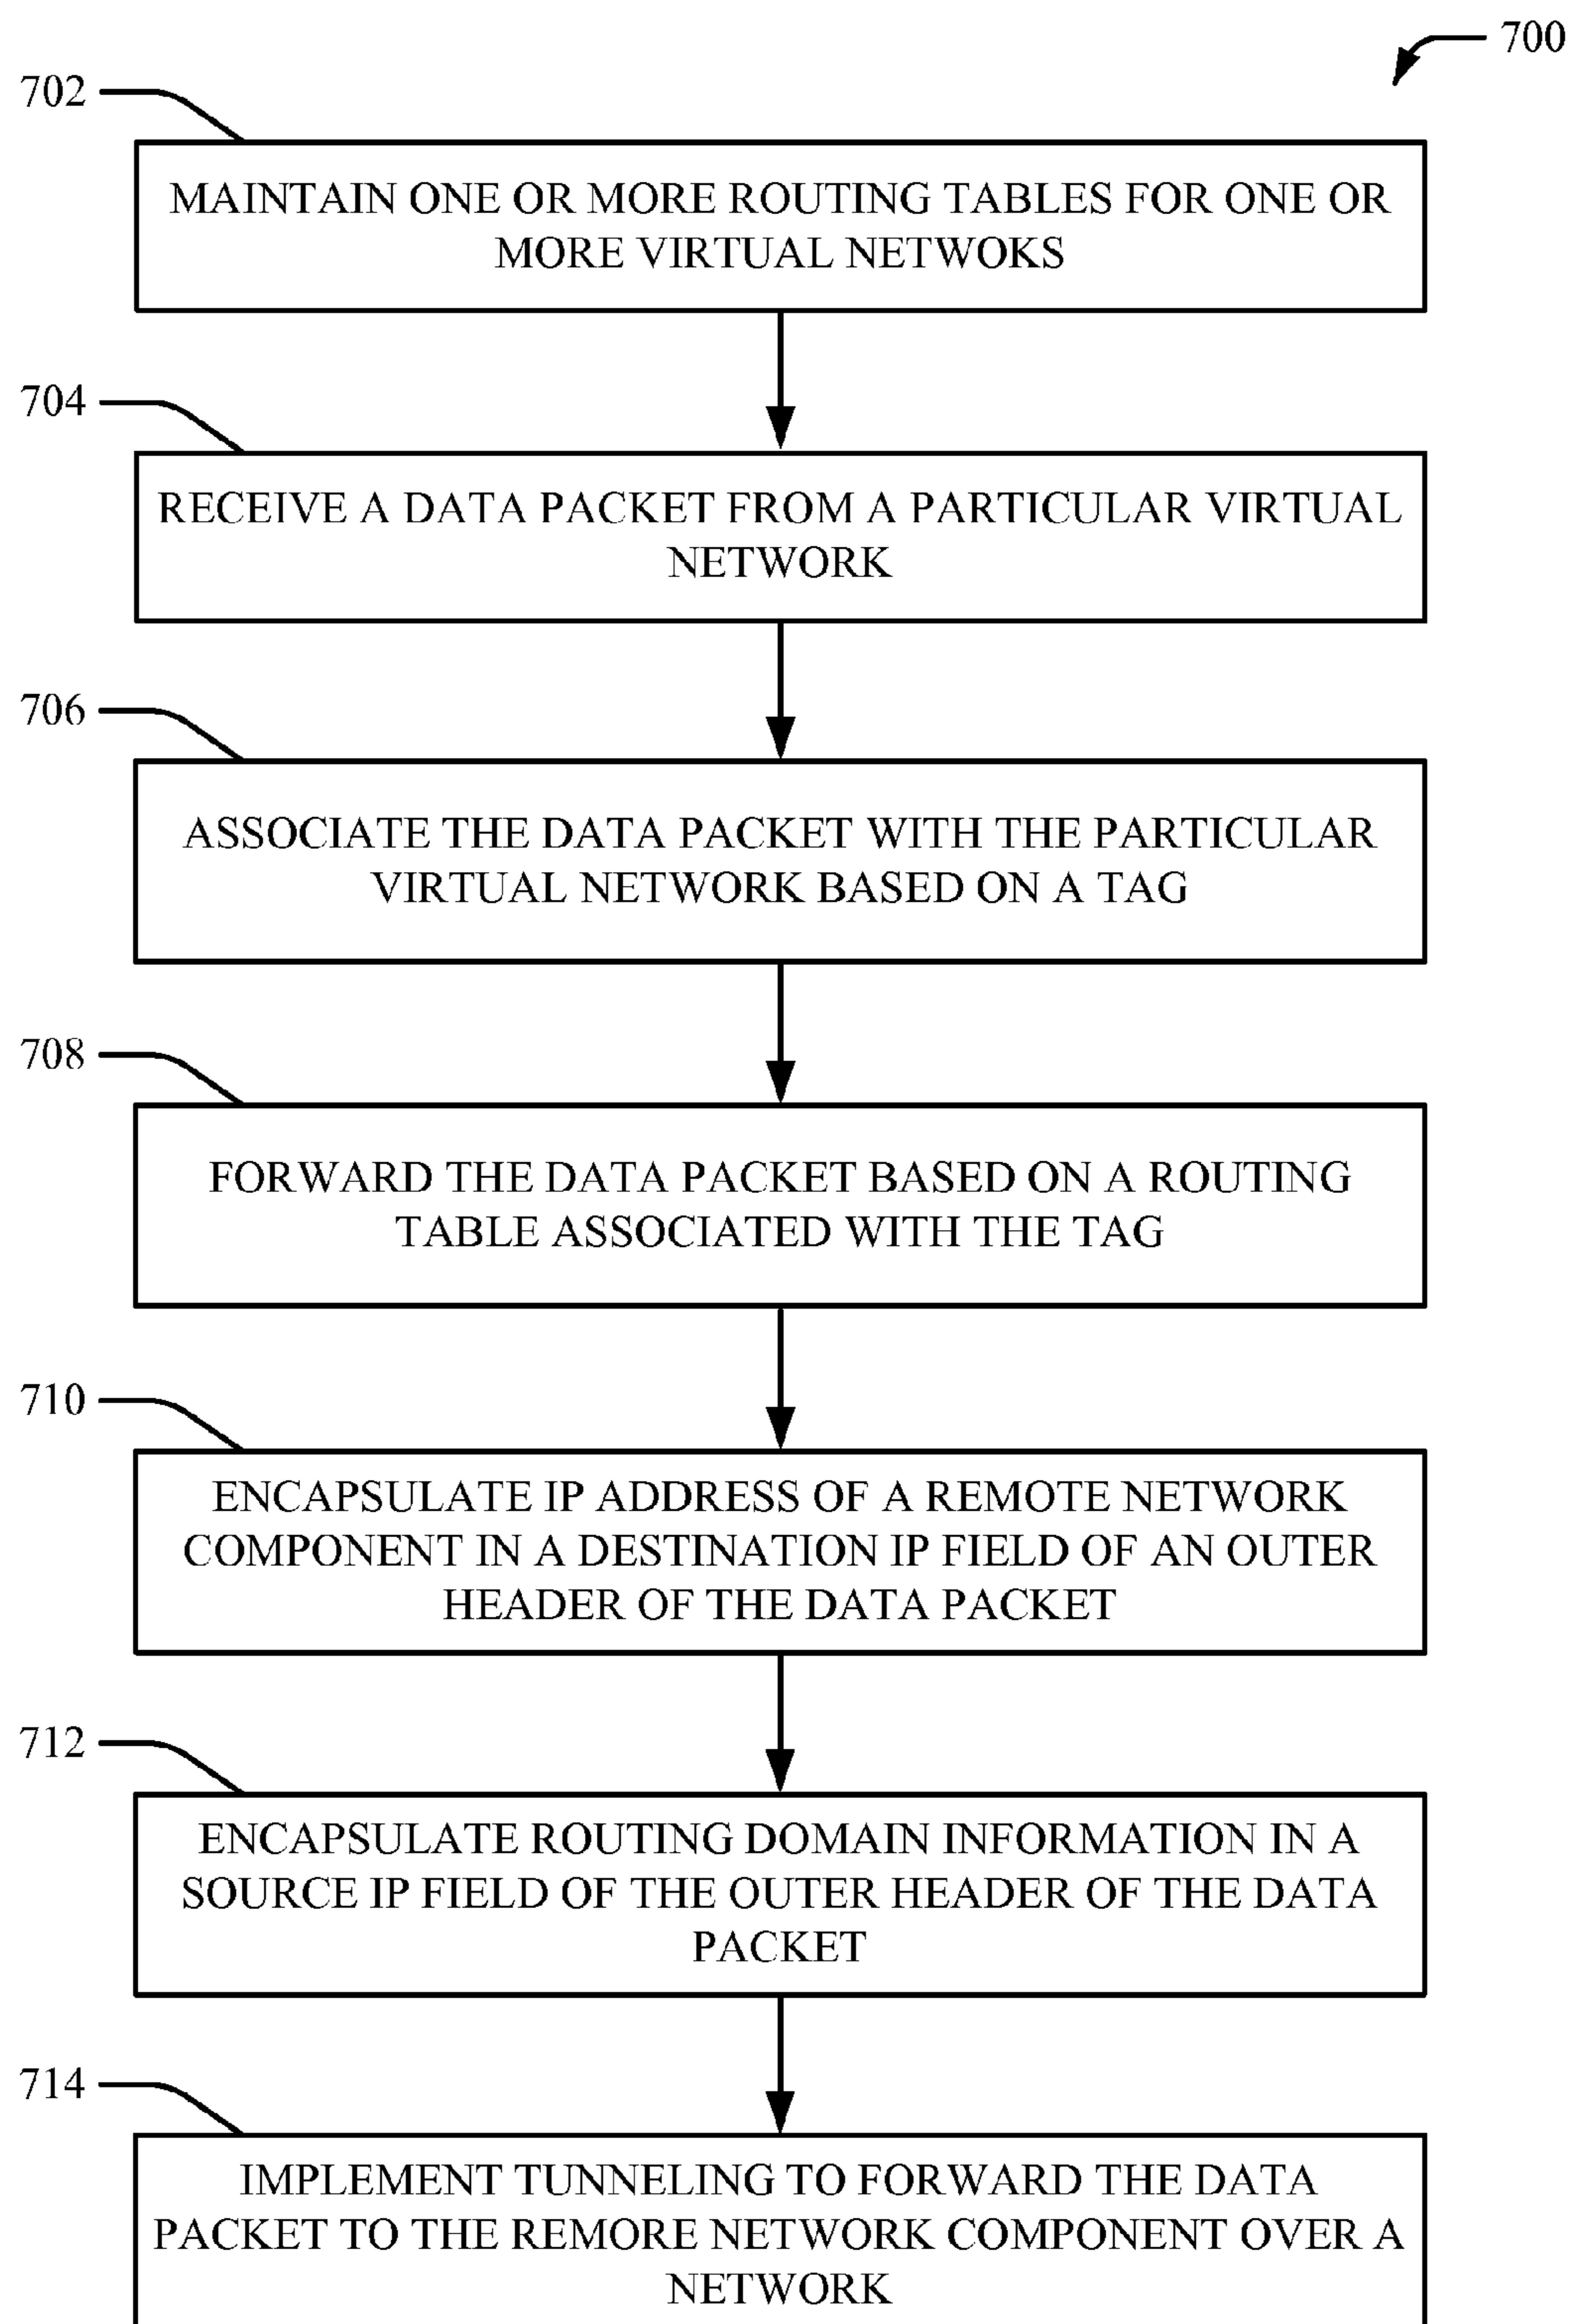 700
702
MAINTAIN ONE OR MORE ROUTING TABLES FOR ONE OR
MORE VIRTUAL NETWOKS
704
RECEIVE A DATA PACKET FROM A PARTICULAR VIRTUAL
NETWORK
706
ASSOCIATE THE DATA PACKET WITH THE PARTICULAR
VIRTUAL NETWORK BASED ON A TAG
708
FORWARD THE DATA PACKET BASED ON A ROUTING
TABLE ASSOCIATED WITH THE TAG
710
ENCAPSULATE IP ADDRESS OF A REMOTE NETWORK
COMPONENT IN A DESTINATION IP FIELD OF AN OUTER
HEADER OF THE DATA PACKET
712
ENCAPSULATE ROUTING DOMAIN INFORMATION IN A
SOURCE IP FIELD OF THE OUTER HEADER OF THE DATA
PACKET
714
IMPLEMENT TUNNELING TO FORWARD THE DATA
PACKET TO THE REMORE NETWORK COMPONENT OVER A
NETWORK